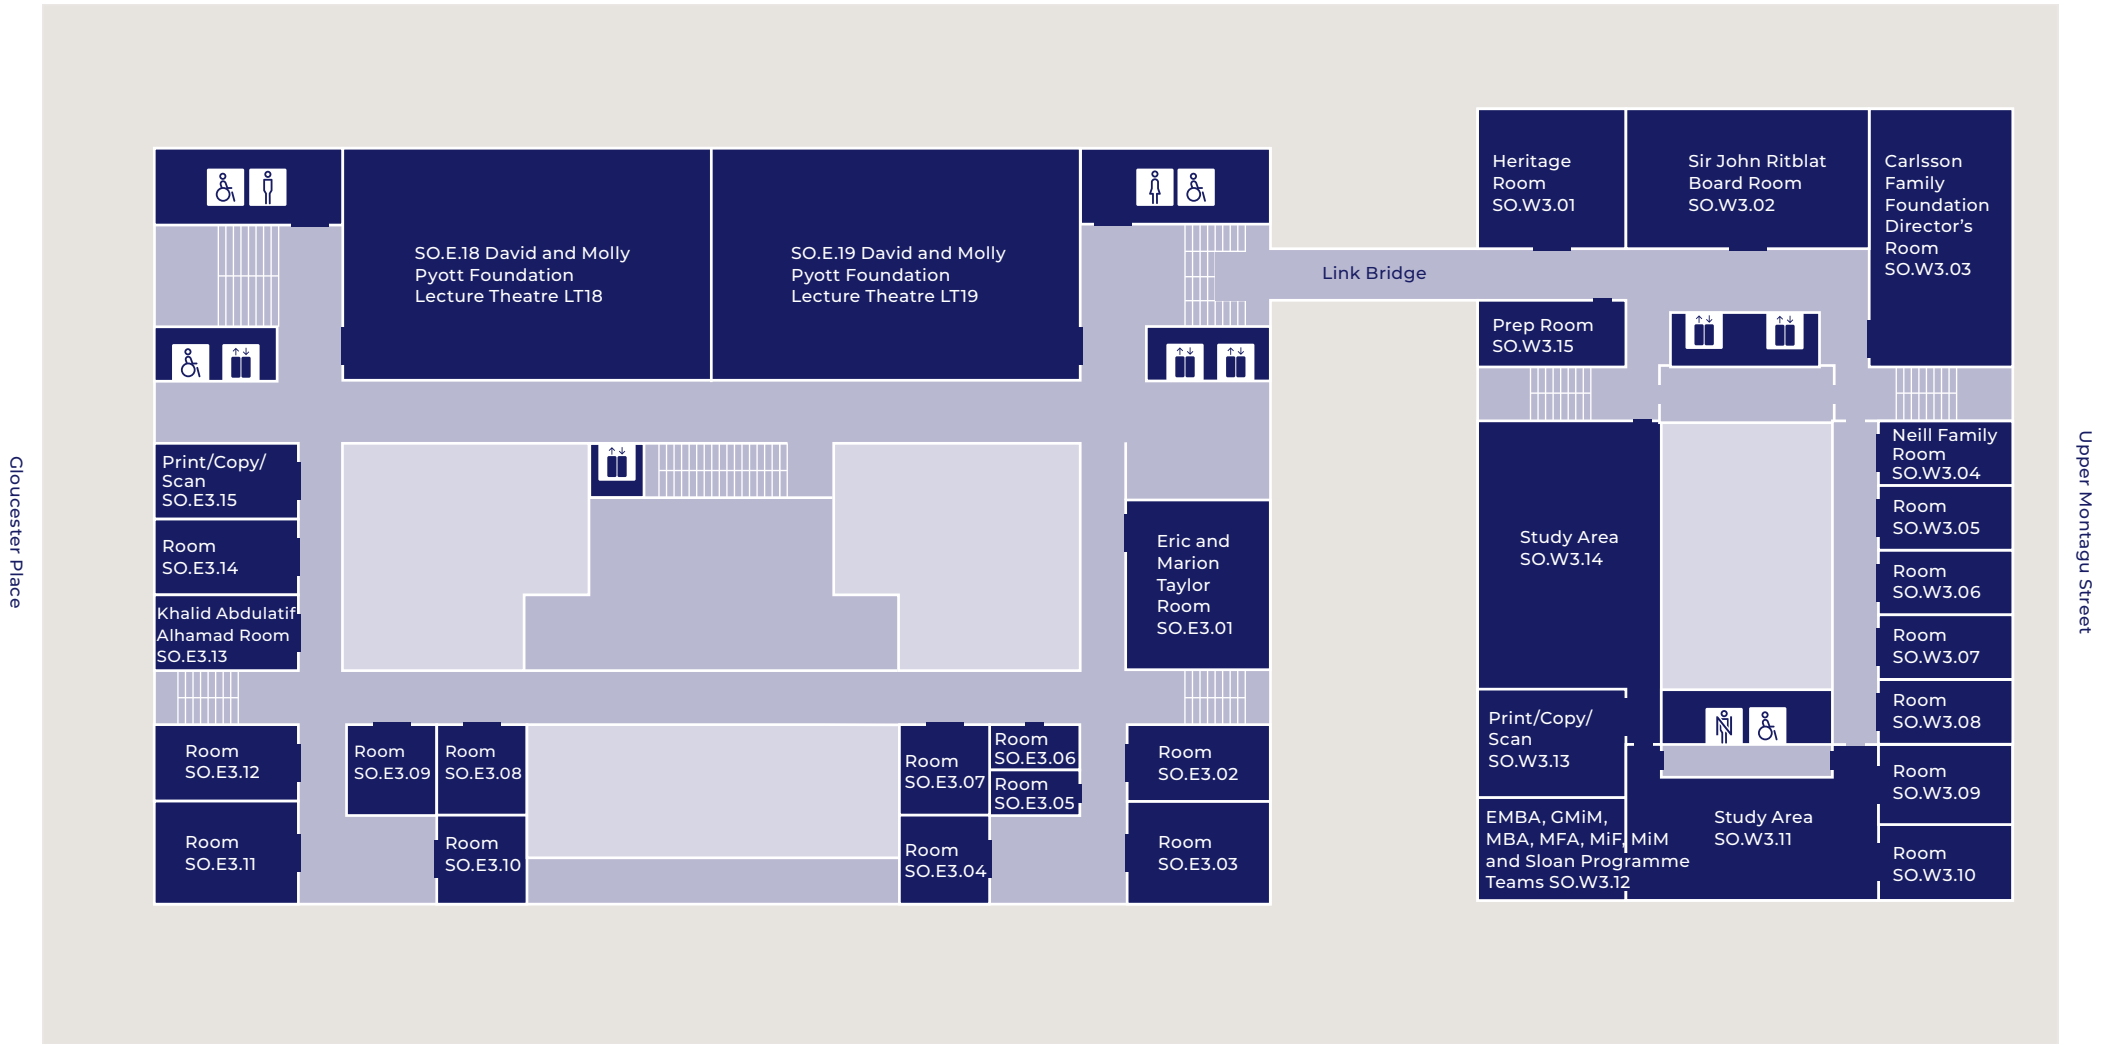 Gloucester Place
SO.E.18 David and Molly
Pyott Foundation
Lecture Theatre LT18
SO.E.19 David and Molly
Pyott Foundation
Lecture Theatre LT19
Print/Copy/
Scan
SO.E3.15
Room
SO.E3.14
Khalid Abdulatif
Alhamad Room
SO.E3.13
Room
SO.E3.12
Room
SO.E3.11
Room
SO.E3.09
Room
SO.E3.08
Room
SO.E3.10
Room
SO.E3.07
Room
SO.E3.06
Room
SO.E3.05
Room
SO.E3.04
Eric and
Marion
Taylor
Room
SO.E3.01
Room
SO.E3.02
Room
SO.E3.03
Link Bridge
Heritage
Room
SO.W3.01
Sir John Ritblat
Board Room
SO.W3.02
Carlsson
Family
Foundation
Director’s
Room
SO.W3.03
Prep Room
SO.W3.15
Study Area
SO.W3.14
Neill Family
Room
SO.W3.04
Room
SO.W3.05
Room
SO.W3.06
Room
SO.W3.07
Room
SO.W3.08
Room
SO.W3.09
Room
SO.W3.10
Print/Copy/
Scan
SO.W3.13
EMBA, GMiM,
MBA, MFA, MiF, MiM
and Sloan Programme
Teams SO.W3.12
Study Area
SO.W3.11
Upper Montagu Street